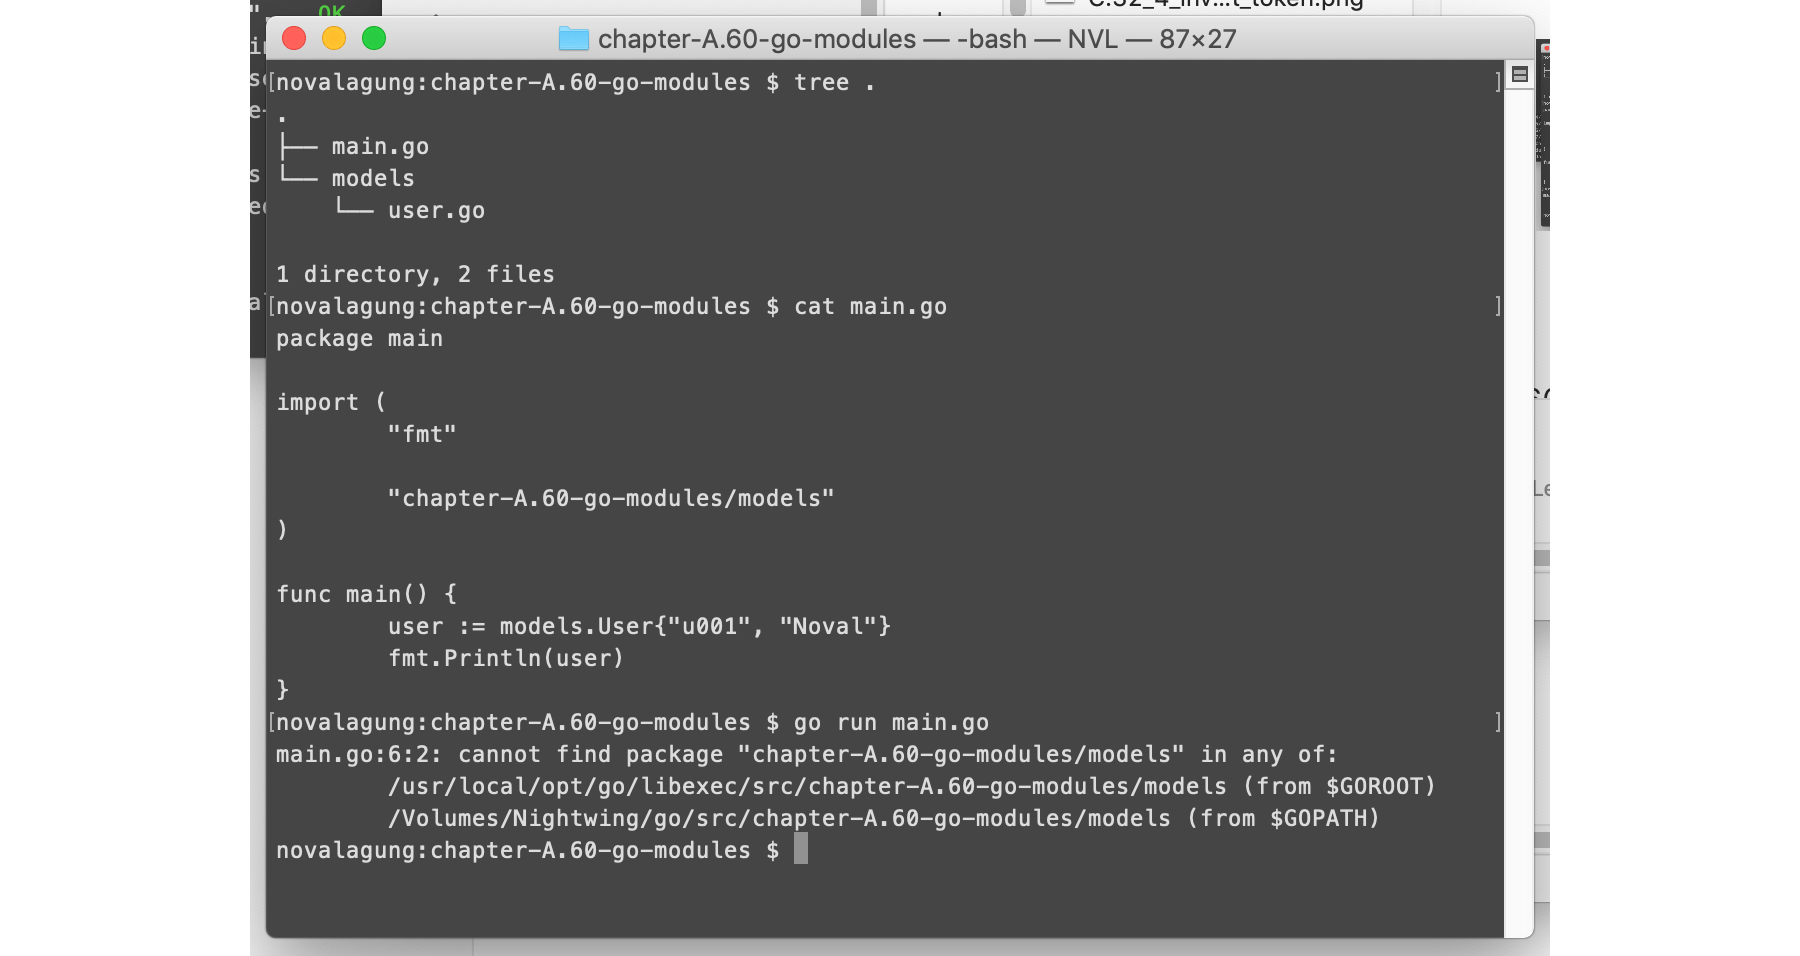 OK
chapter-A.60-go-modules — -bash — NVL — 87×27
[novalagung:chapter-A.60-go-modules $ tree . ]
.
├── main.go
└── models
    └── user.go
1 directory, 2 files
[novalagung:chapter-A.60-go-modules $ cat main.go ]
package main
import (
        "fmt"
        "chapter-A.60-go-modules/models"
)
func main() {
        user := models.User{"u001", "Noval"}
        fmt.Println(user)
}
[novalagung:chapter-A.60-go-modules $ go run main.go ]
main.go:6:2: cannot find package "chapter-A.60-go-modules/models" in any of:
        /usr/local/opt/go/libexec/src/chapter-A.60-go-modules/models (from $GOROOT)
        /Volumes/Nightwing/go/src/chapter-A.60-go-modules/models (from $GOPATH)
novalagung:chapter-A.60-go-modules $